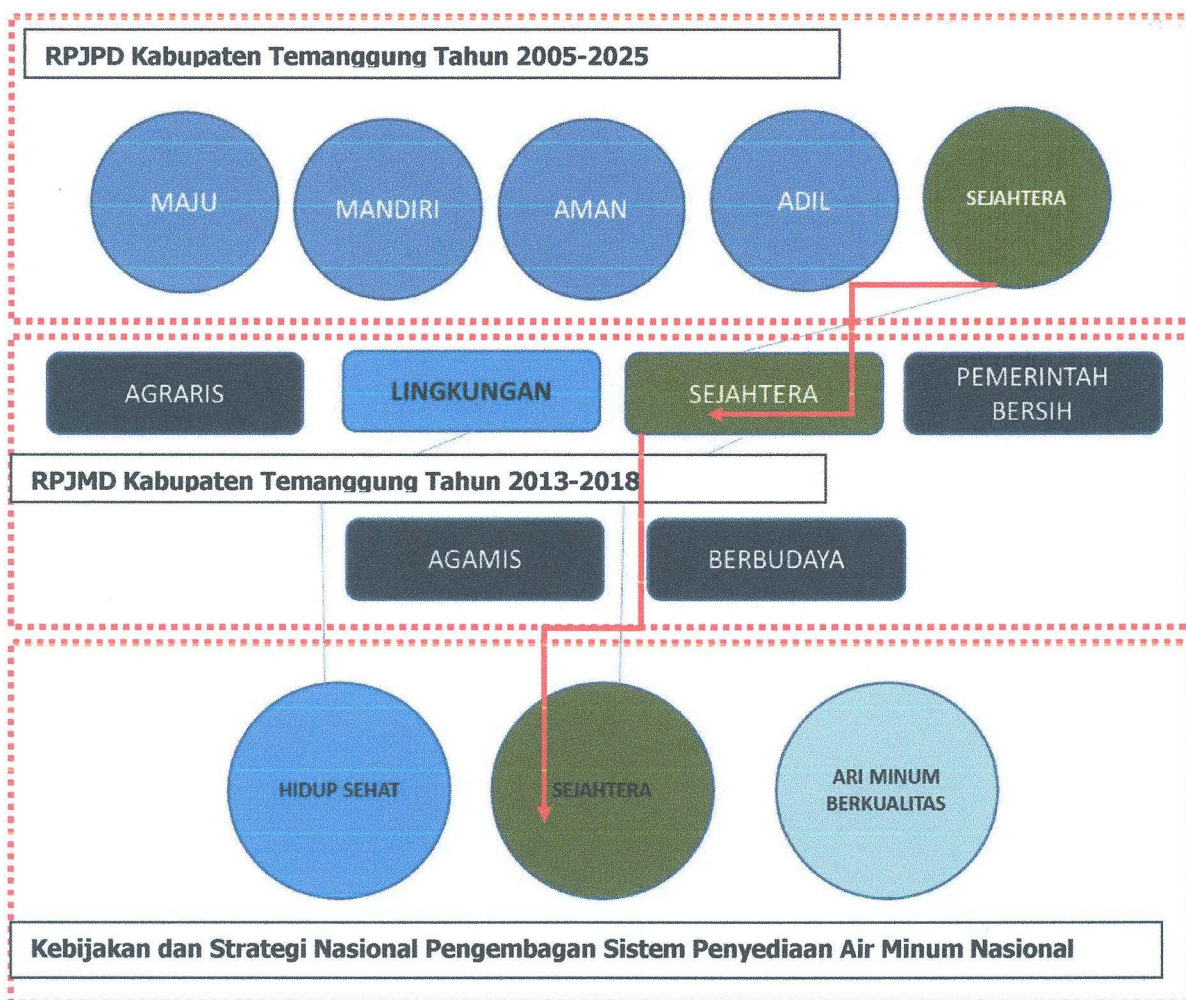 RPJPD Kabupaten Temanggung Tahun 2005-2025
MAJU
MANDIRI
AMAN
ADIL
SEJAHTERA
AGRARIS
LINGKUNGAN
SEJAHTERA
PEMERINTAH
BERSIH
RPJMD Kabupaten Temanggung Tahun 2013-2018
AGAMIS
BERBUDAYA
HIDUP SEHAT
SEJAHTERA
ARI MINUM
BERKUALITAS
Kebijakan dan Strategi Nasional Pengembagan Sistem Penyediaan Air Minum Nasional